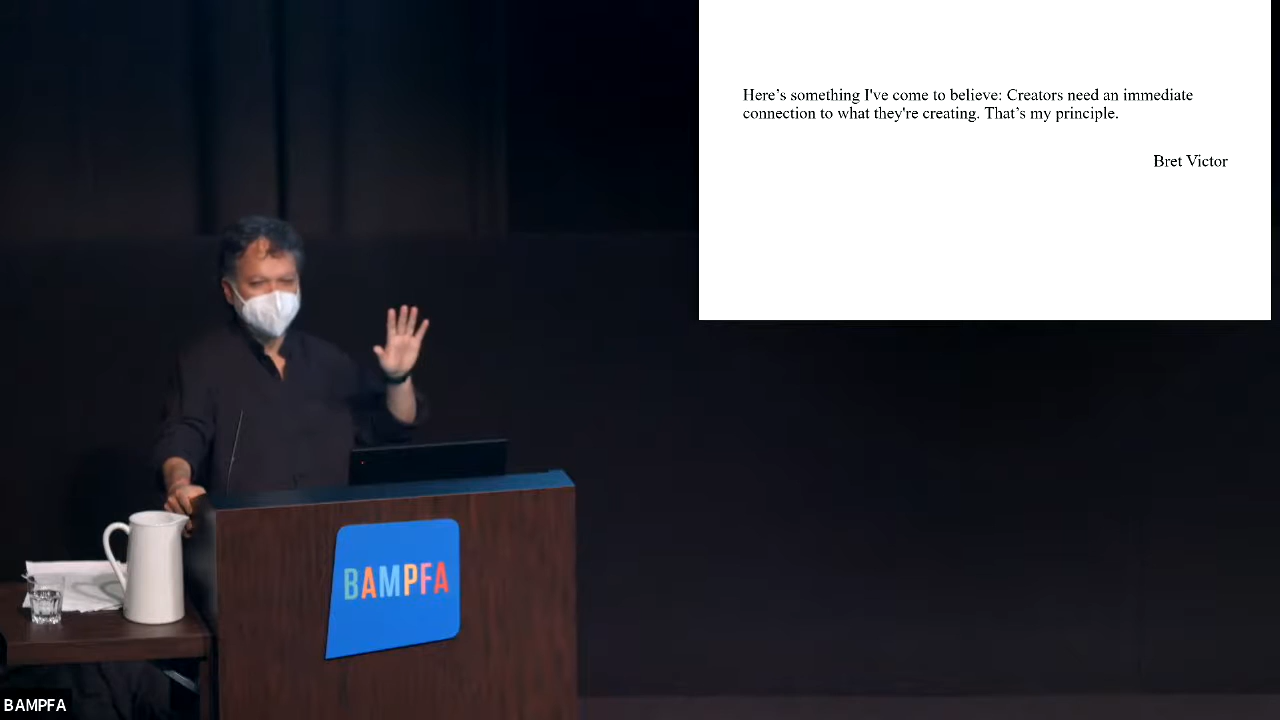 Here’s something I've come to believe: Creators need an immediate
connection to what they're creating. That’s my principle.
Bret Victor
BAMPFA
BAMPFA